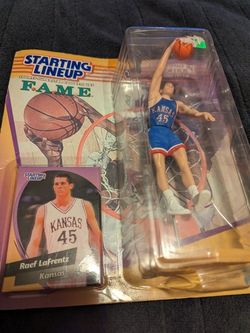 STARTING
LINEUP
FAME
KANSAS
45
STARTING
LINEUP
KANSAS
45
Raef LaFrentz
Kansas